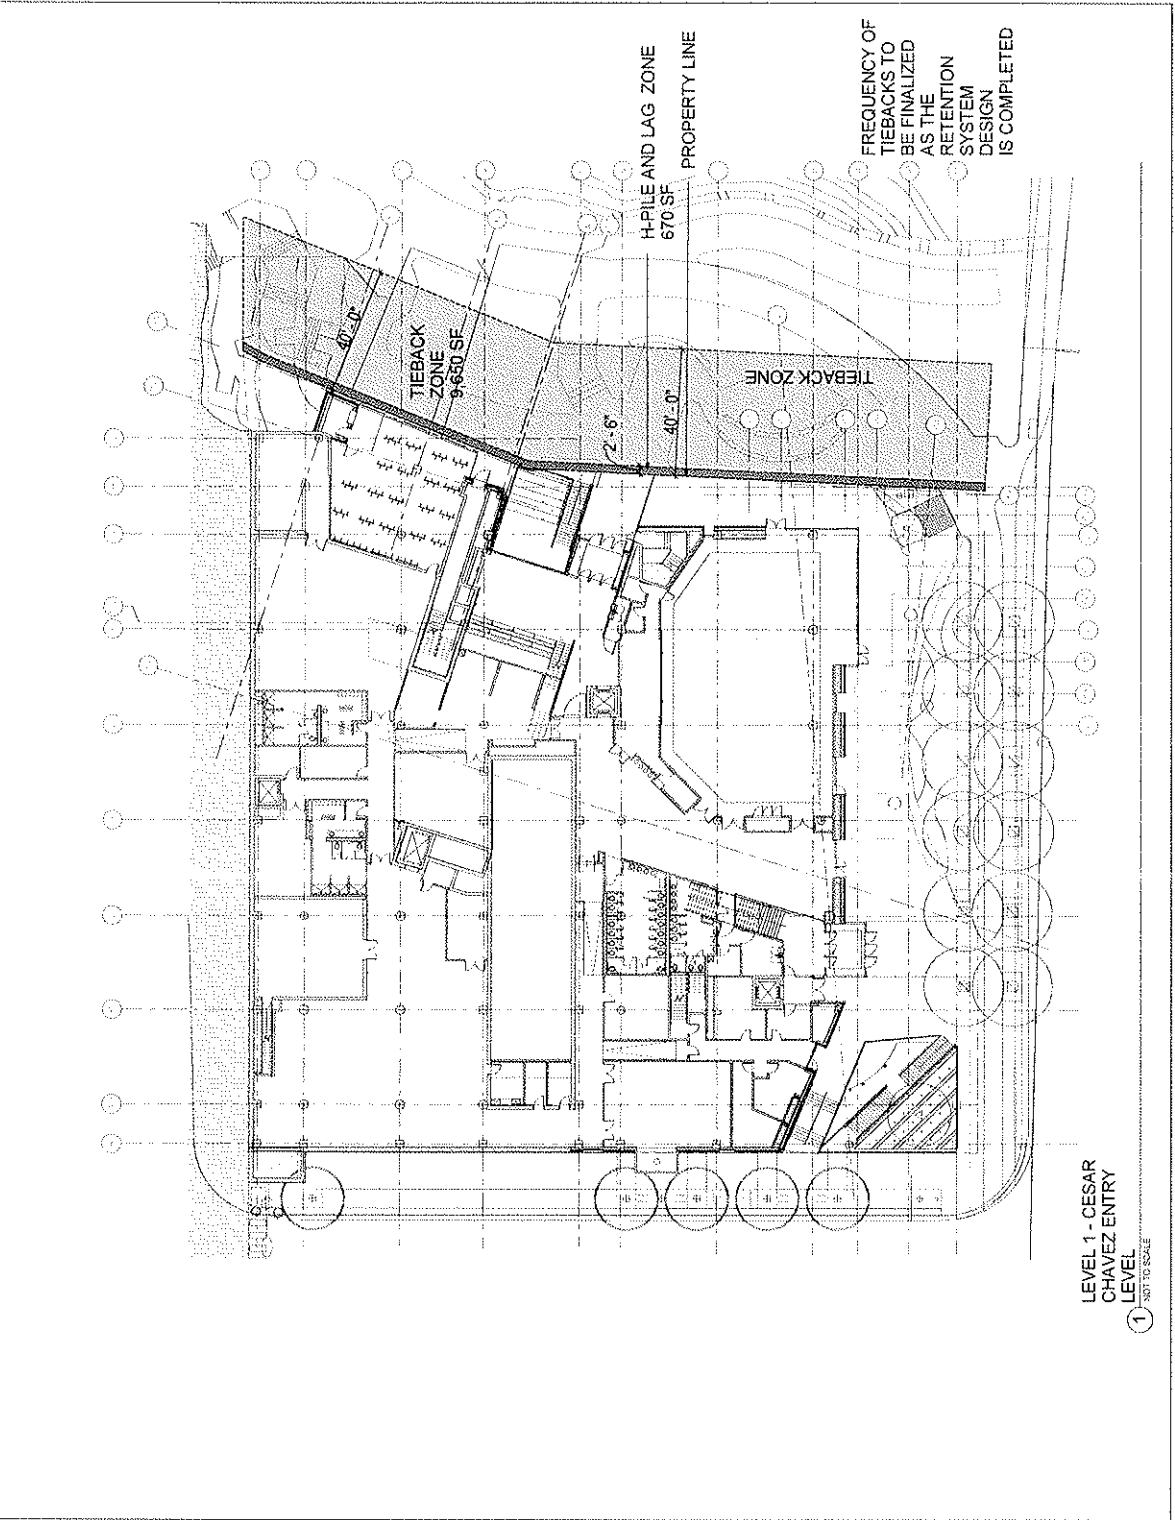 FREQUENCY OF
TIEBACKS TO
BE FINALIZED
AS THE
RETENTION
SYSTEM
DESIGN
IS COMPLETED
H-PILE AND LAG ZONE
670 SF
PROPERTY LINE
40' - 0"
TIEBACK
ZONE
9,650 SF
2' - 6"
40' - 0"
TIEBACK ZONE
LEVEL 1 - CESAR
CHAVEZ ENTRY
LEVEL
1
NOT TO SCALE